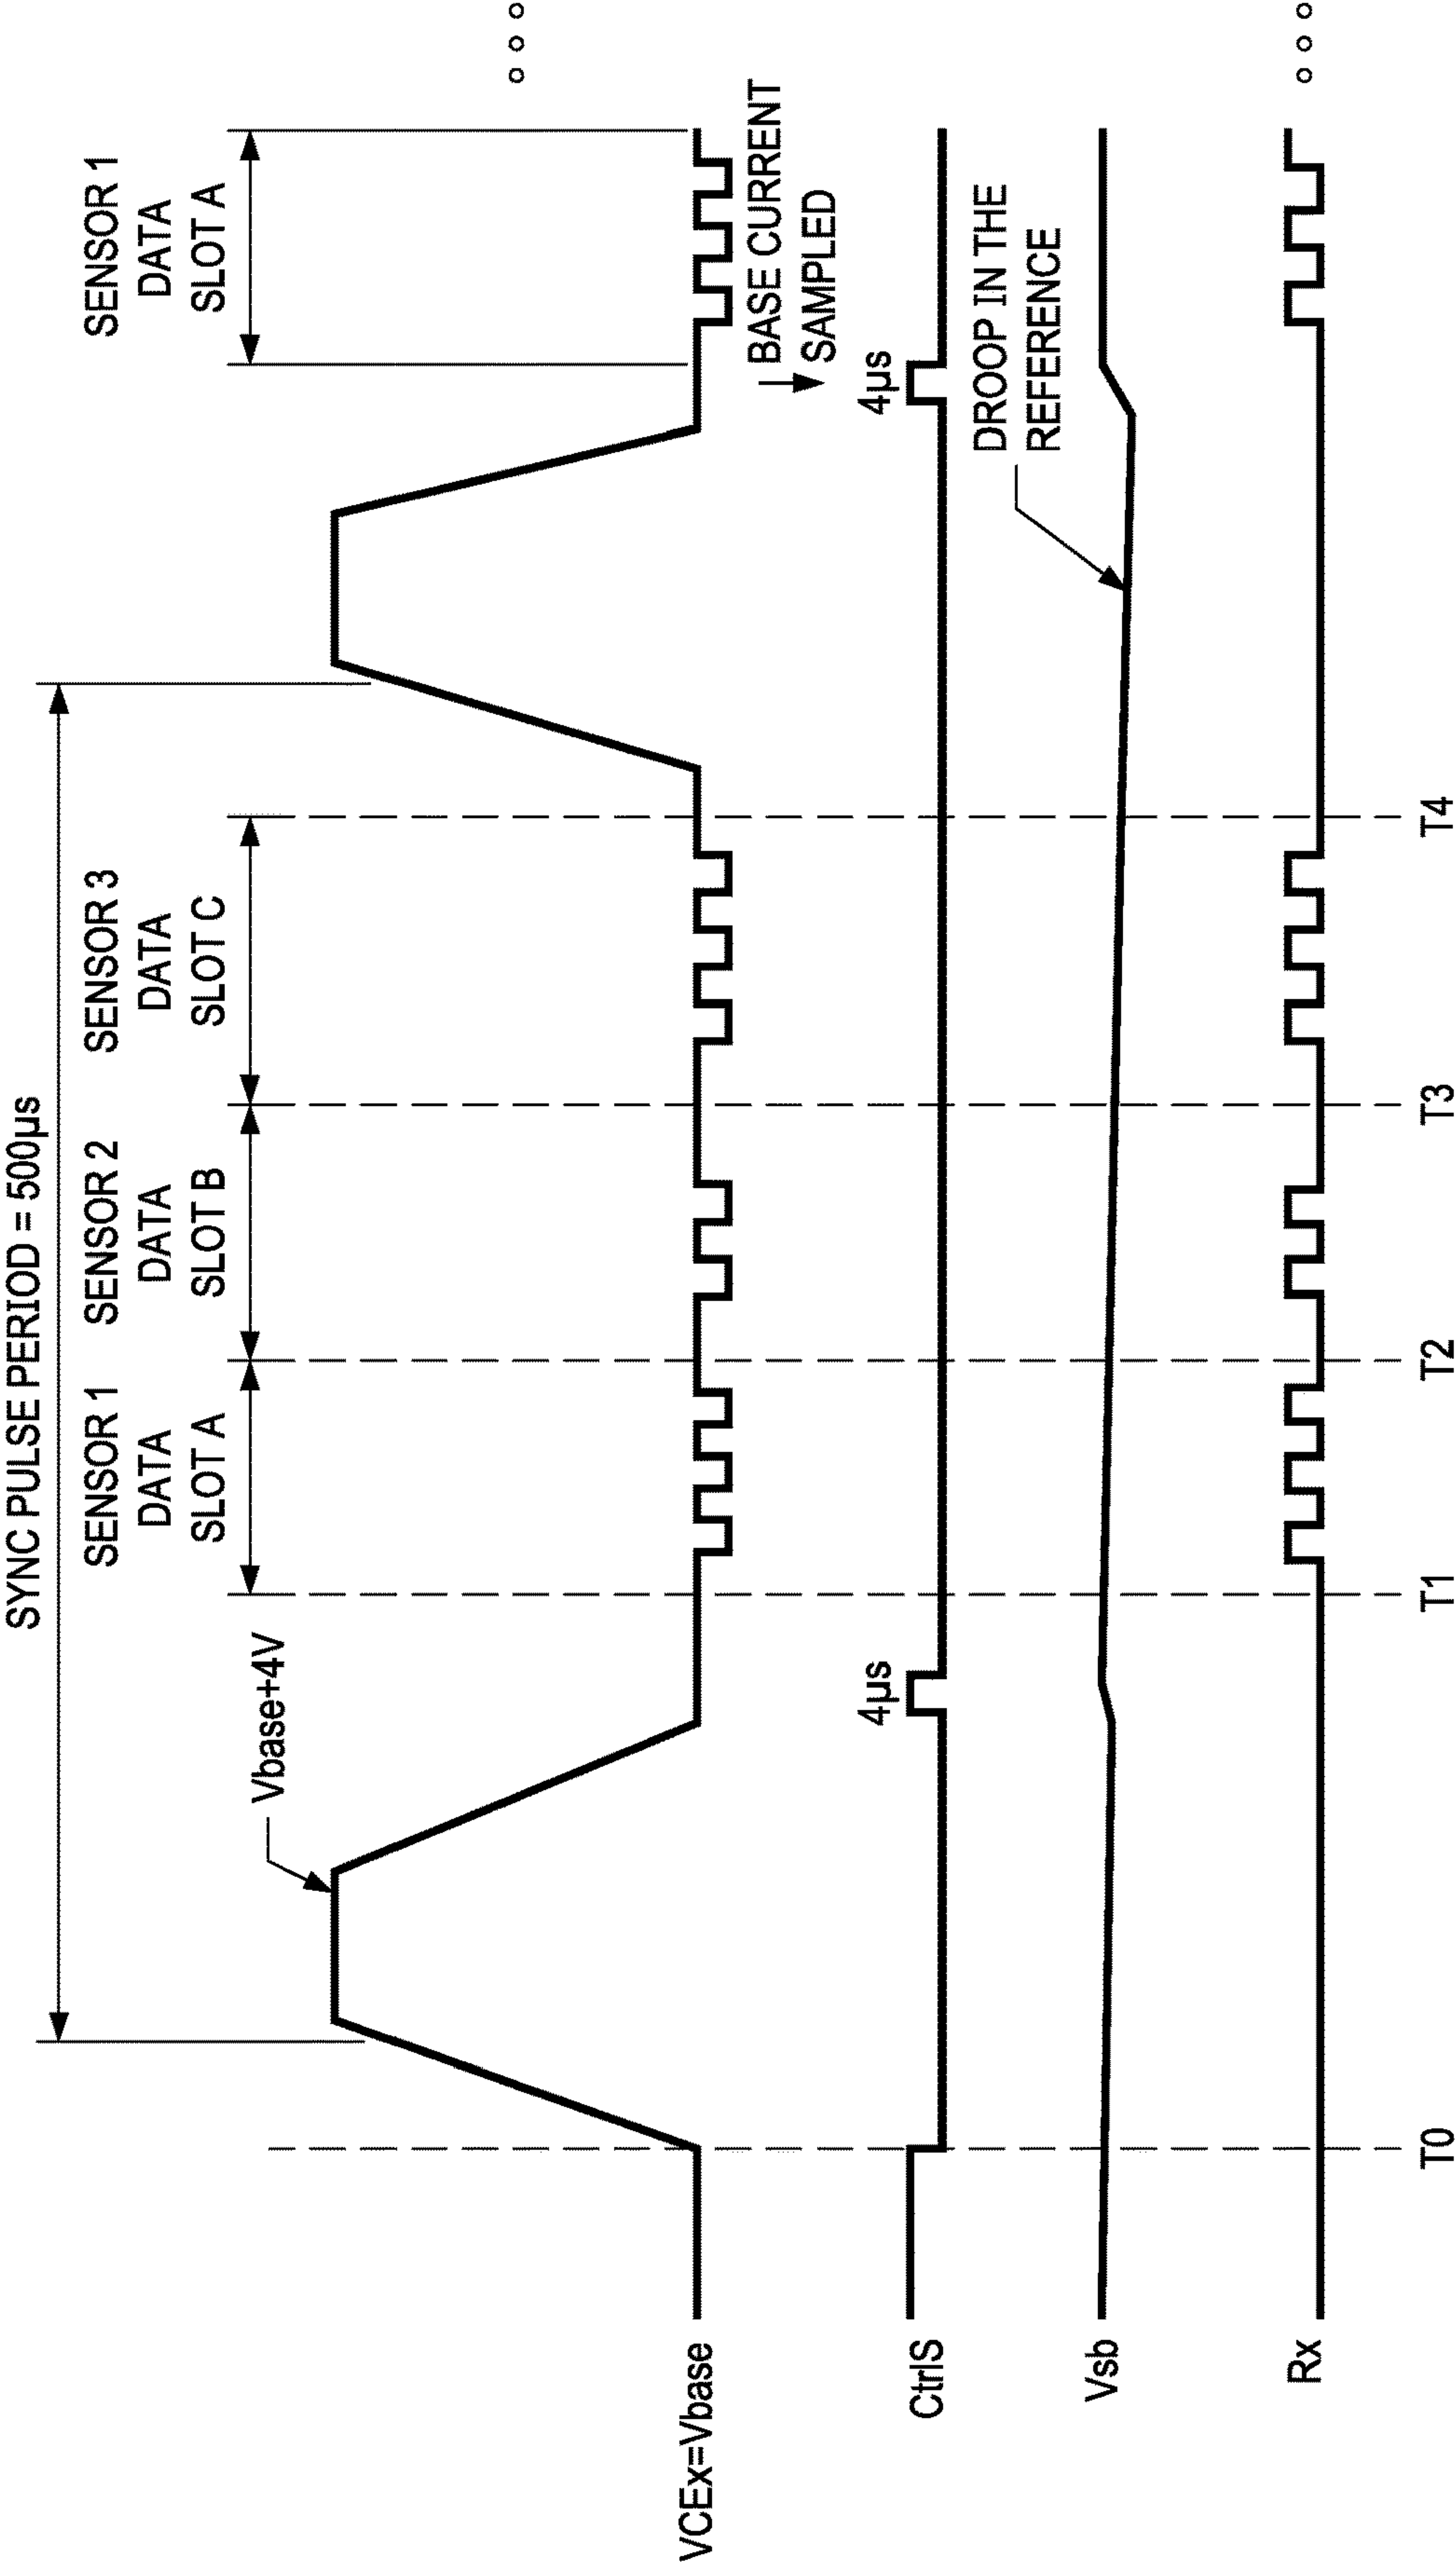 SYNC PULSE PERIOD = 500µs
SENSOR 1
DATA
SLOT A
SENSOR 2
DATA
SLOT B
SENSOR 3
DATA
SLOT C
SENSOR 1
DATA
SLOT A
Vbase+4V
VCEx=Vbase
BASE CURRENT
SAMPLED
4µs
4µs
CtrlS
DROOP IN THE
REFERENCE
Vsb
Rx
T0
T1
T2
T3
T4